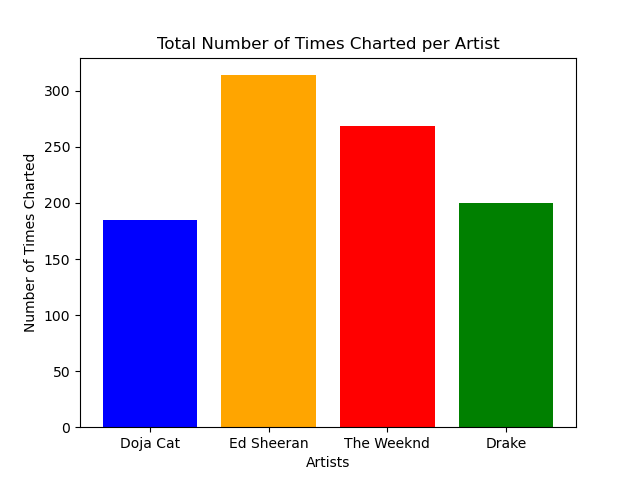 Total Number of Times Charted per Artist
Number of Times Charted
300
250
200
150
100
50
0
Doja Cat
Ed Sheeran
The Weeknd
Drake
Artists